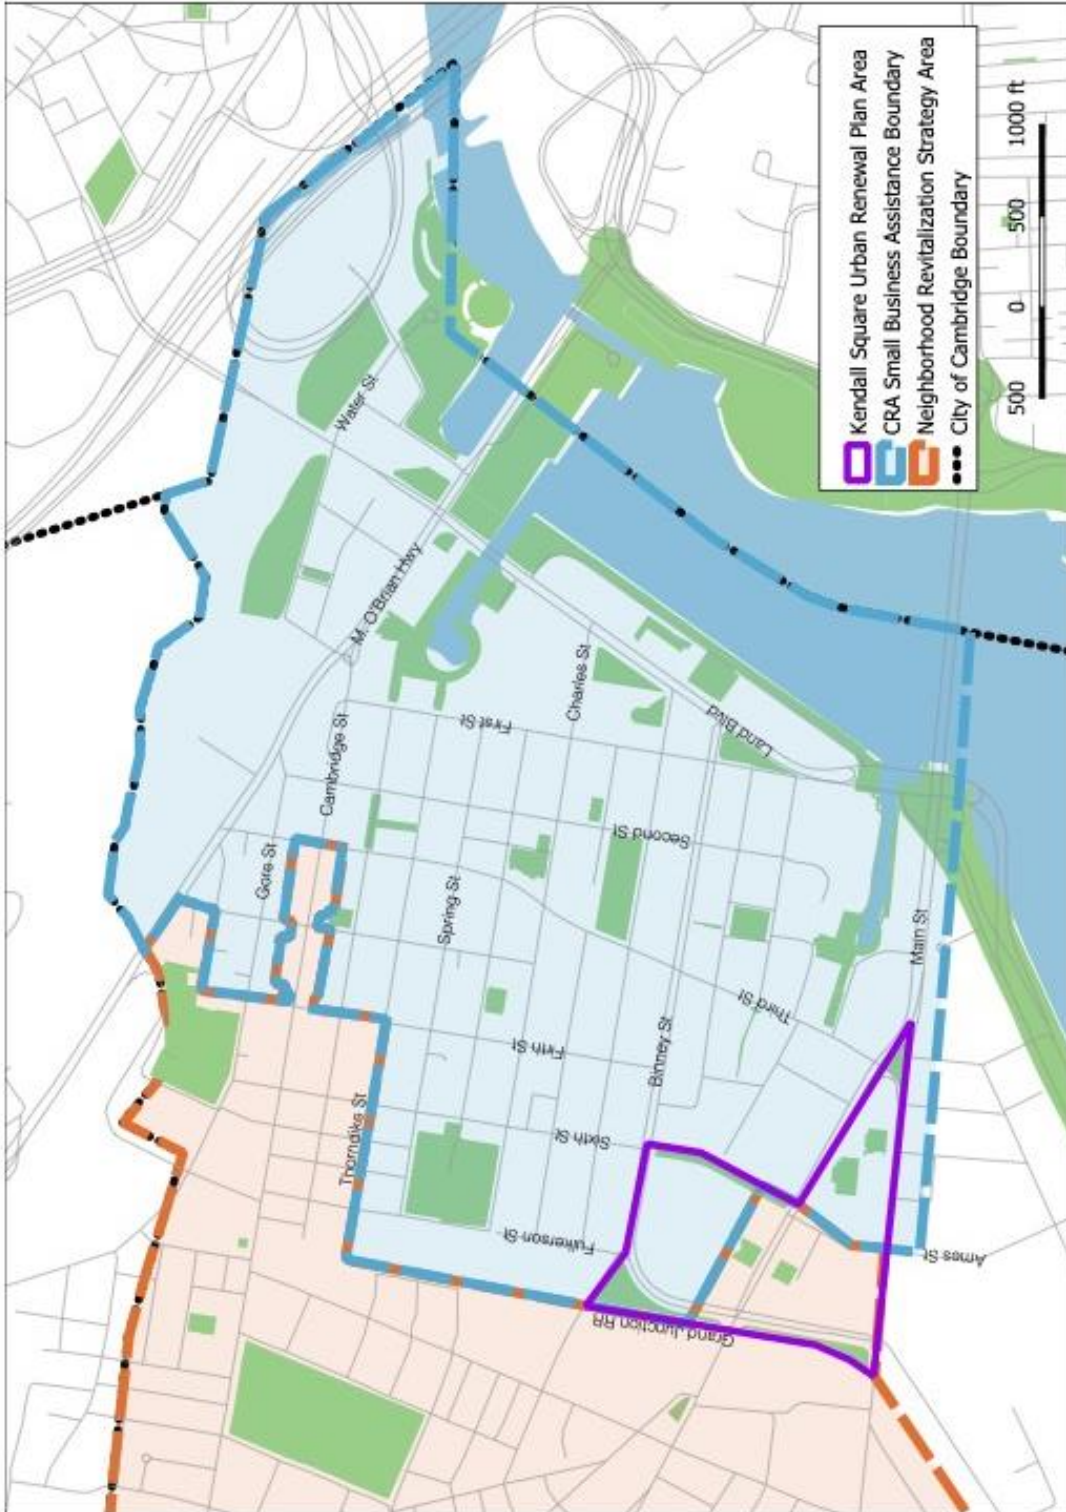 Kendall Square Urban Renewal Plan Area
CRA Small Business Assistance Boundary
Neighborhood Revitalization Strategy Area
City of Cambridge Boundary
500 0 500 1000 ft
Water St
M. O'Brian Hwy
Charles St
First St
Land Blvd
Cambridge St
Second St
Gore St
Spring St
Main St
Third St
Binney St
Fifth St
Sixth St
Thorndike St
Fulkerson St
Ames St
Grand Junction RR